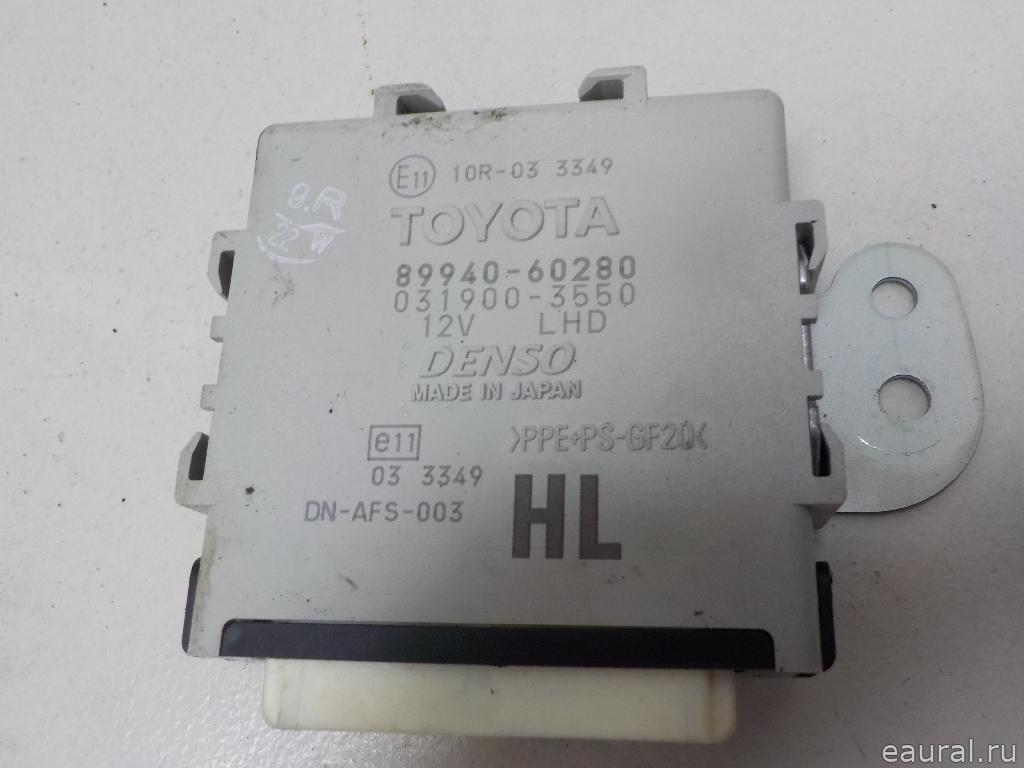 E11 10R-03 3349
TOYOTA
89940-60280
031900-3550
12V LHD
DENSO
MADE IN JAPAN
e11 >PPE+PS-GF20<
03 3349
DN-AFS-003
HL
22 W
eaural.ru